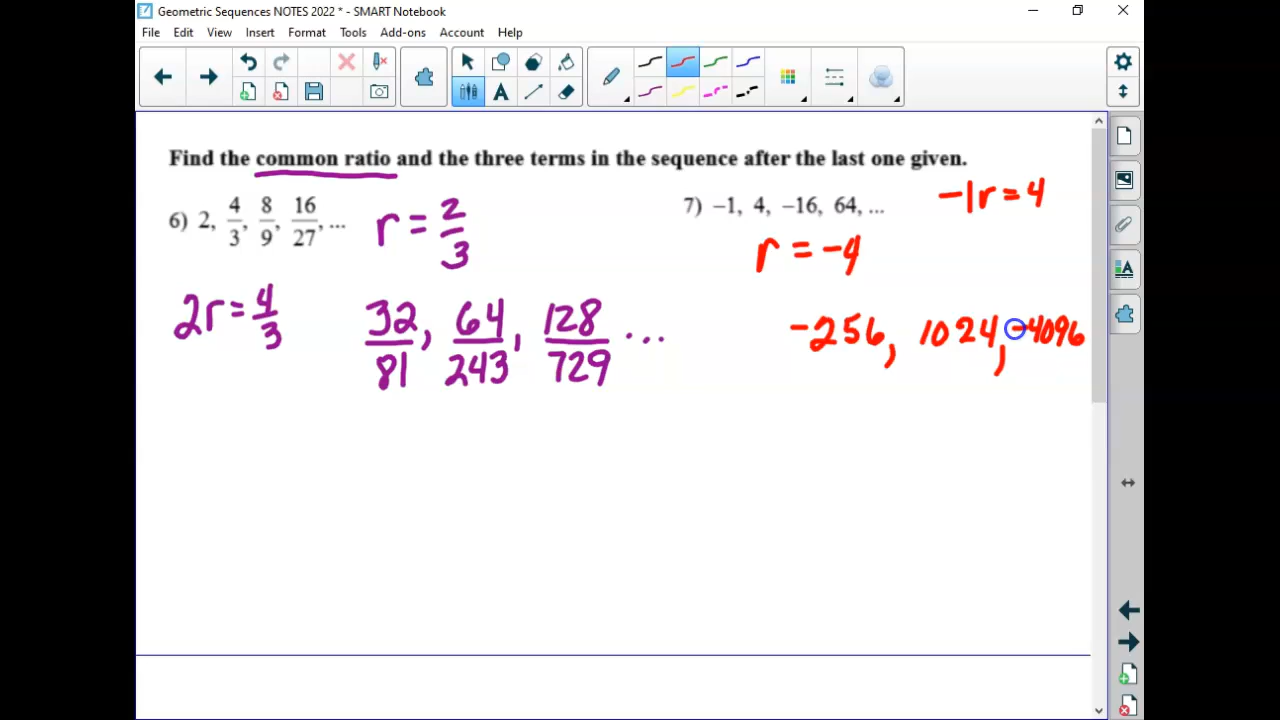 Geometric Sequences NOTES 2022 * - SMART Notebook
File Edit View Insert Format Tools Add-ons Account Help
Find the common ratio and the three terms in the sequence after the last one given.
6) 2, 4/3, 8/9, 16/27, ... r = 2/3
7) −1, 4, −16, 64, ... -1r = 4
r = -4
2r = 4/3 32/81, 64/243, 128/729 ...
-256, 1024, -4096